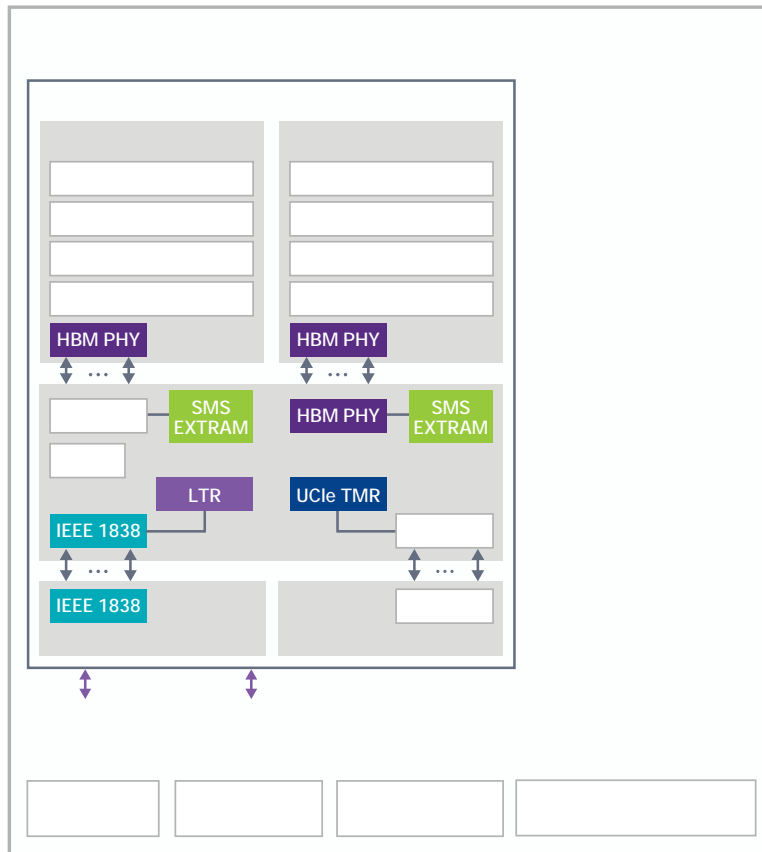 HBM PHY
HBM PHY
...
...
SMS
EXTRAM
HBM PHY
SMS
EXTRAM
LTR
UCIe TMR
IEEE 1838
...
...
IEEE 1838